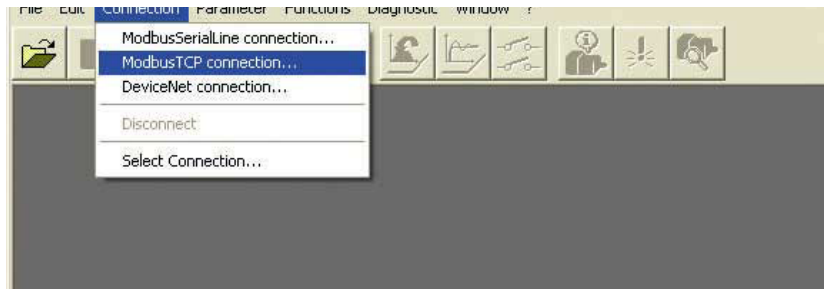 File Edit Connection Parameter Functions Diagnostic Window ?
ModbusSerialLine connection...
ModbusTCP connection...
DeviceNet connection...
Disconnect
Select Connection...